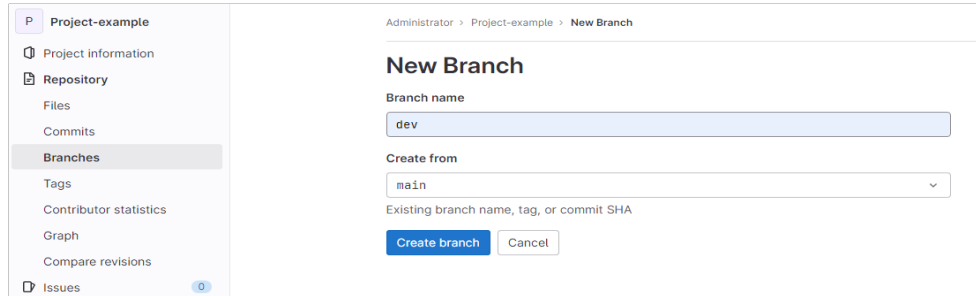 P Project-example
Project information
Repository
Files
Commits
Branches
Tags
Contributor statistics
Graph
Compare revisions
Issues 0
Administrator > Project-example > New Branch
New Branch
Branch name
dev
Create from
main
Existing branch name, tag, or commit SHA
Create branch Cancel